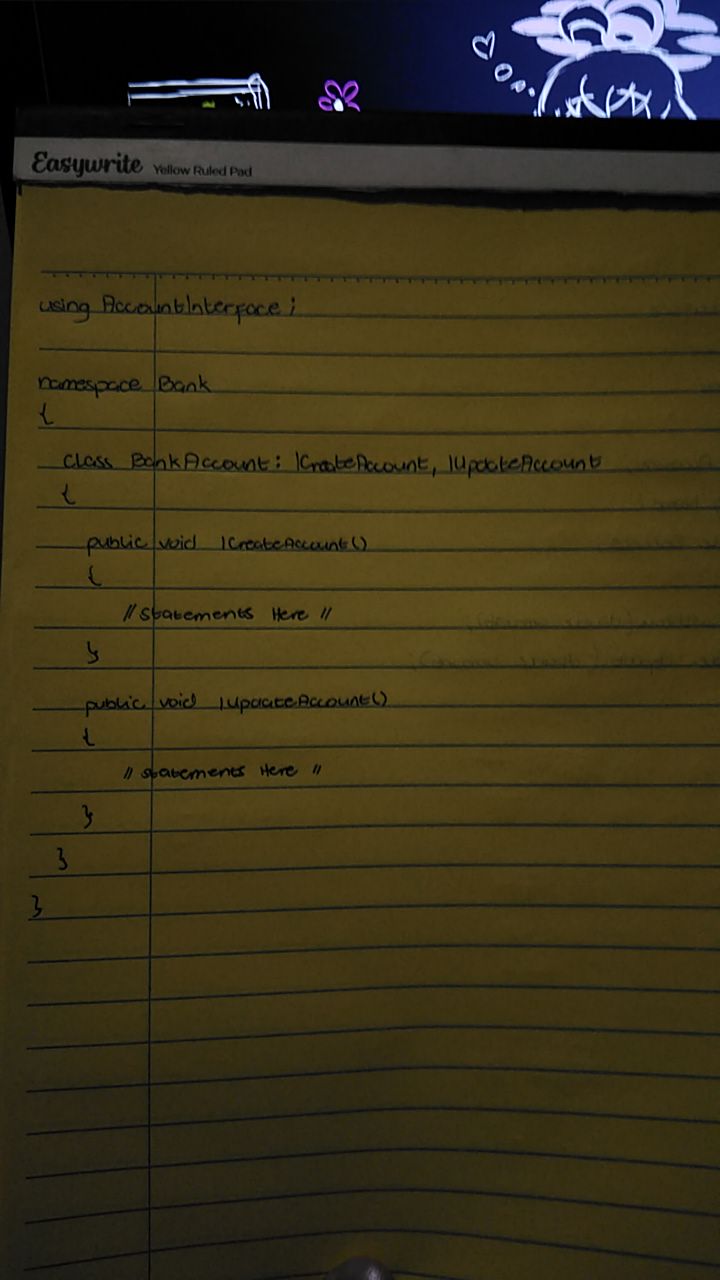 Easywrite Yellow Ruled Pad
using AccountInterface;
namespace Bank
{
class BankAccount: ICreateAccount, IUpdateAccount
{
public void ICreateAccount()
{
// Statements Here //
}
public void IUpdateAccount()
{
// Statements Here //
}
}
}